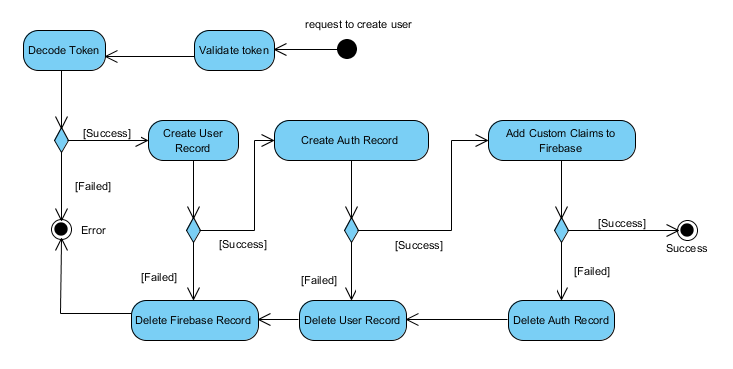 request to create user
Decode Token
Validate token
[Success]
Create User
Record
Create Auth Record
Add Custom Claims to
Firebase
[Failed]
Error
[Success]
[Success]
[Success]
Success
[Failed]
[Failed]
[Failed]
Delete Firebase Record
Delete User Record
Delete Auth Record